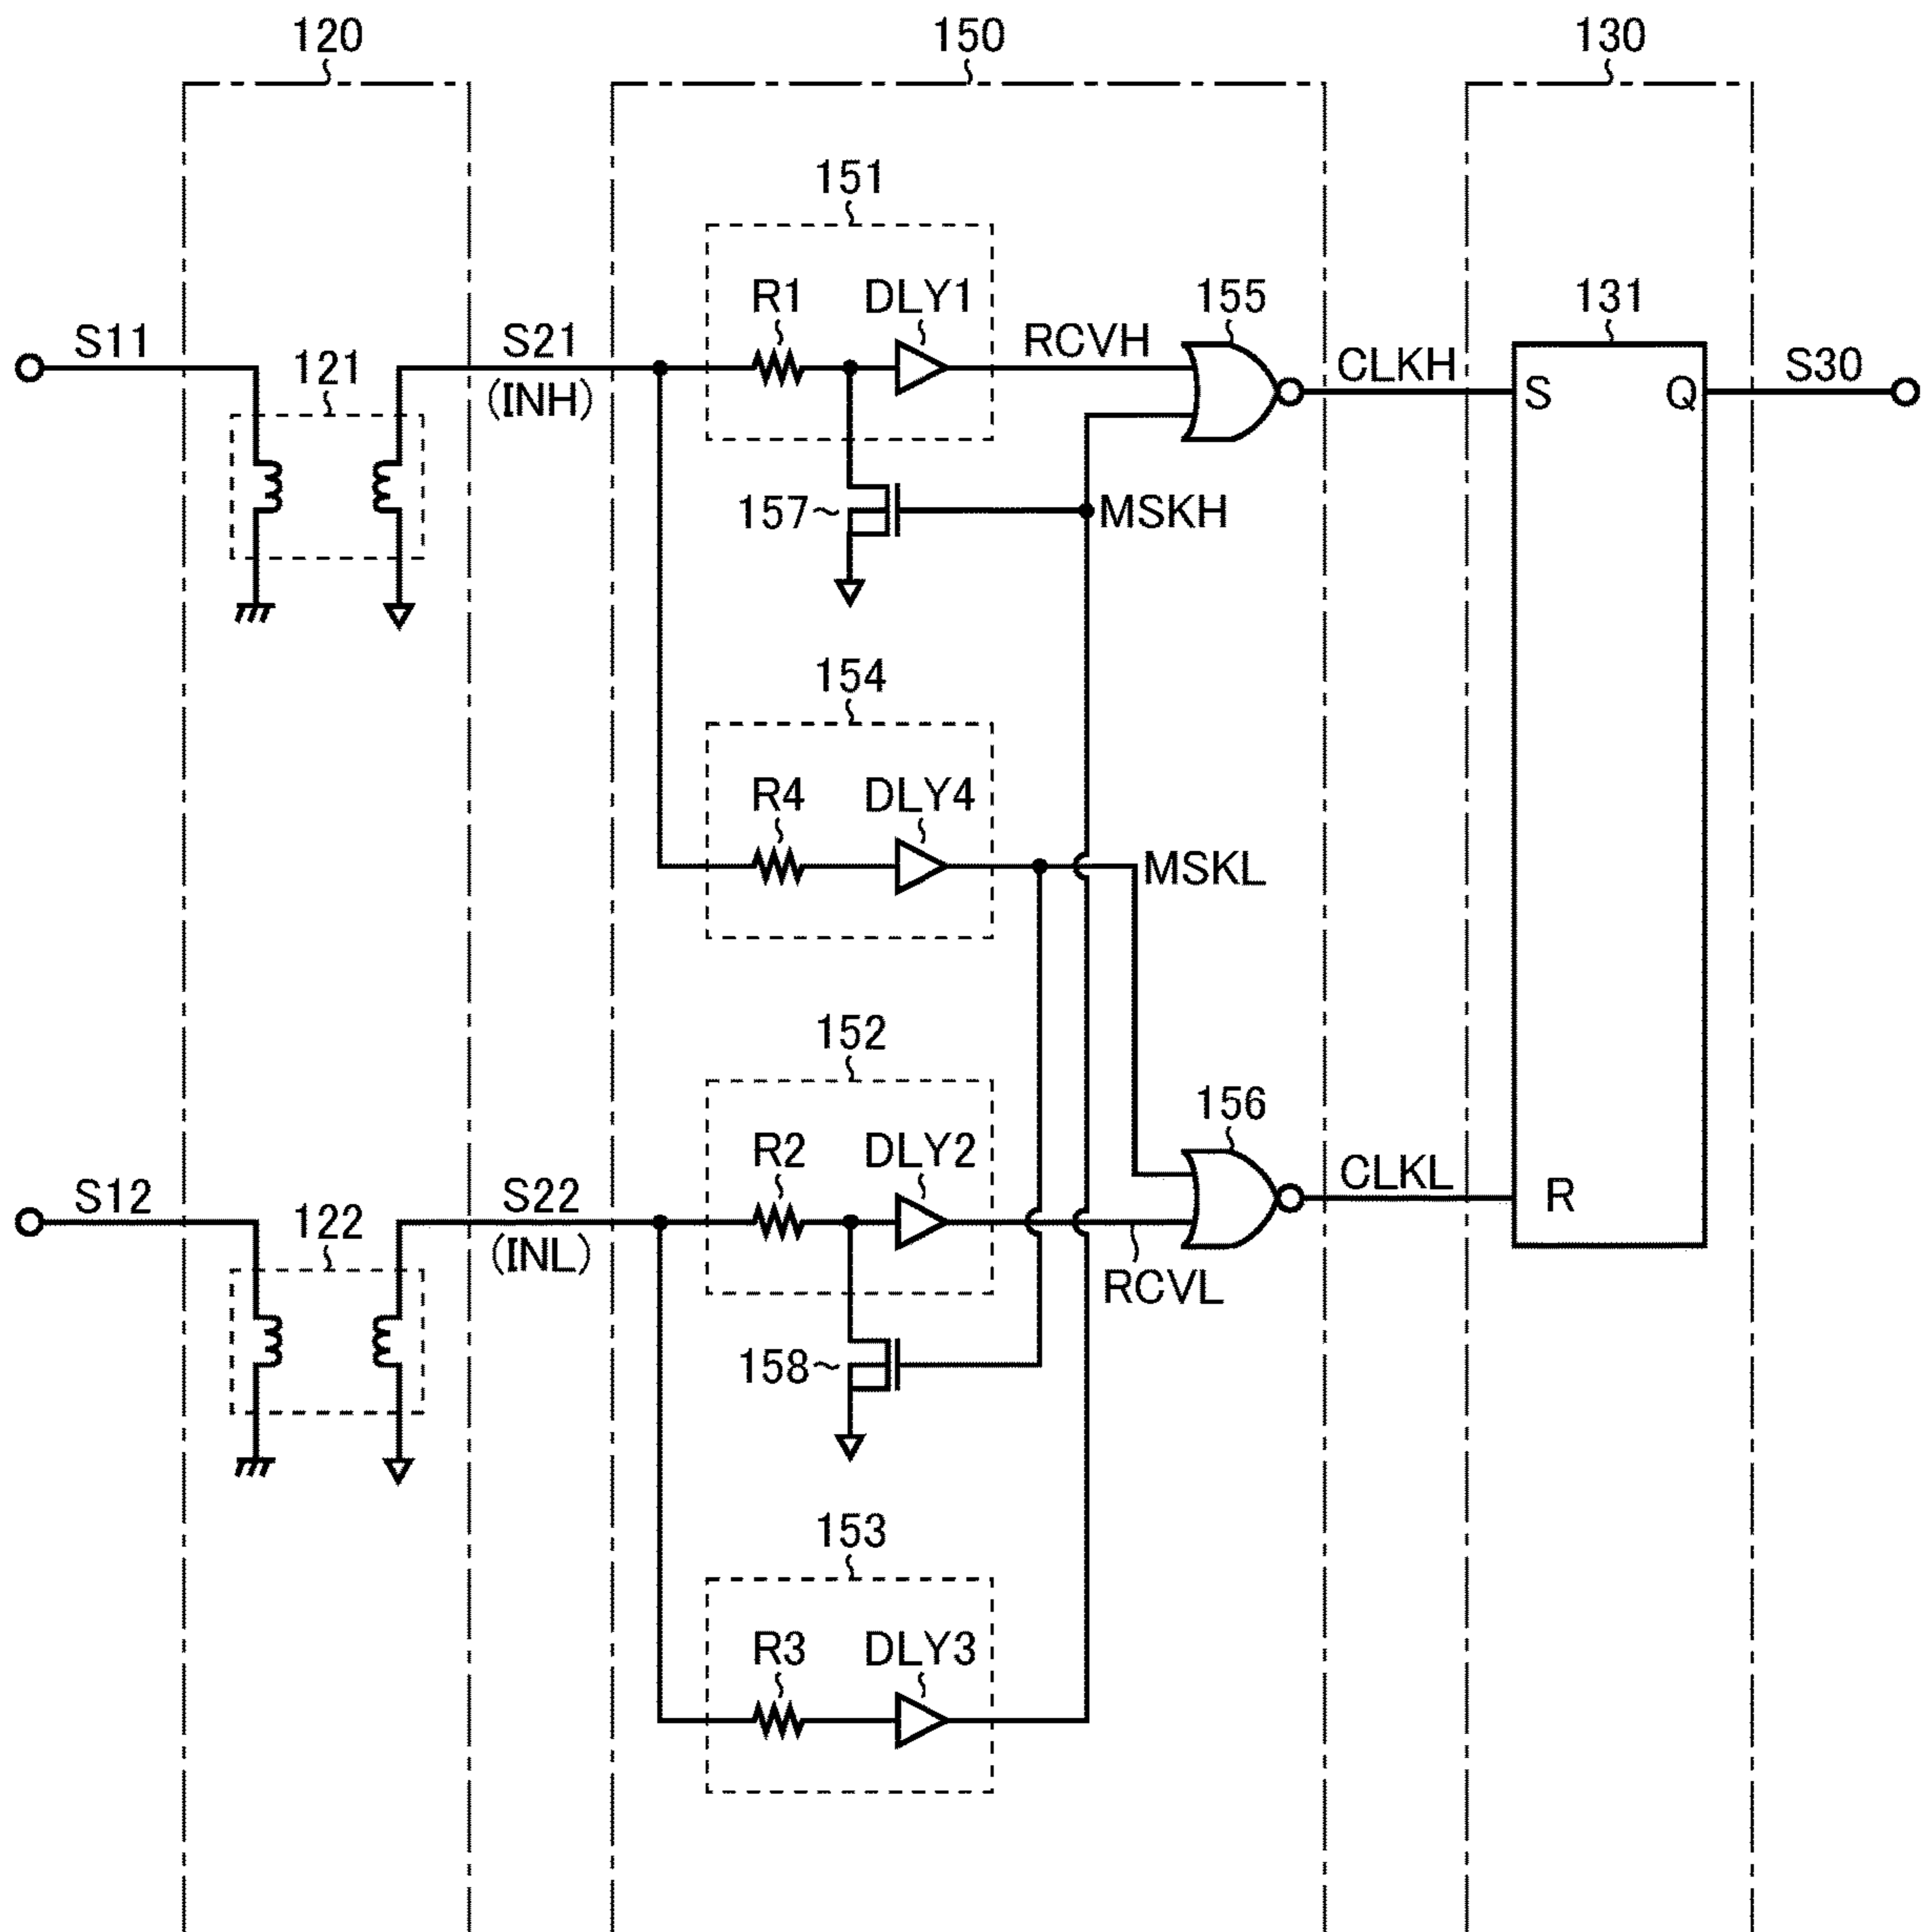 120
150
130
151
R1
DLY1
155
131
S11
S21
RCVH
CLKH
S30
121
(INH)
S
Q
157~
MSKH
154
R4
DLY4
MSKL
152
156
R2
DLY2
CLKL
S12
S22
R
122
(INL)
RCVL
158~
153
R3
DLY3